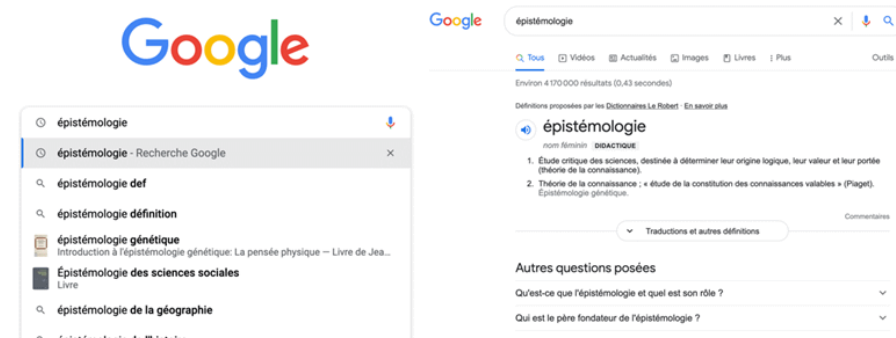 Google
épistémologie
épistémologie - Recherche Google
épistémologie def
épistémologie définition
épistémologie génétique
Introduction à l'épistémologie génétique: La pensée physique — Livre de Jea...
Épistémologie des sciences sociales
Livre
épistémologie de la géographie
Google
épistémologie
Tous Vidéos Actualités Images Livres Plus Outils
Environ 4 170 000 résultats (0,43 secondes)
Définitions proposées par les Dictionnaires Le Robert · En savoir plus
épistémologie
nom féminin DIDACTIQUE
1. Étude critique des sciences, destinée à déterminer leur origine logique, leur valeur et leur portée
(théorie de la connaissance).
2. Théorie de la connaissance ; « étude de la constitution des connaissances valables » (Piaget).
Épistémologie génétique.
Commentaires
Traductions et autres définitions
Autres questions posées
Qu'est-ce que l'épistémologie et quel est son rôle ?
Qui est le père fondateur de l'épistémologie ?